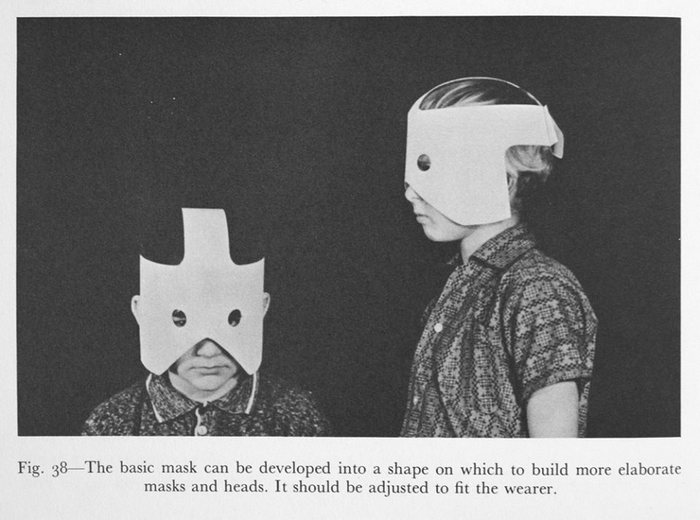 Fig. 38—The basic mask can be developed into a shape on which to build more elaborate
masks and heads. It should be adjusted to fit the wearer.